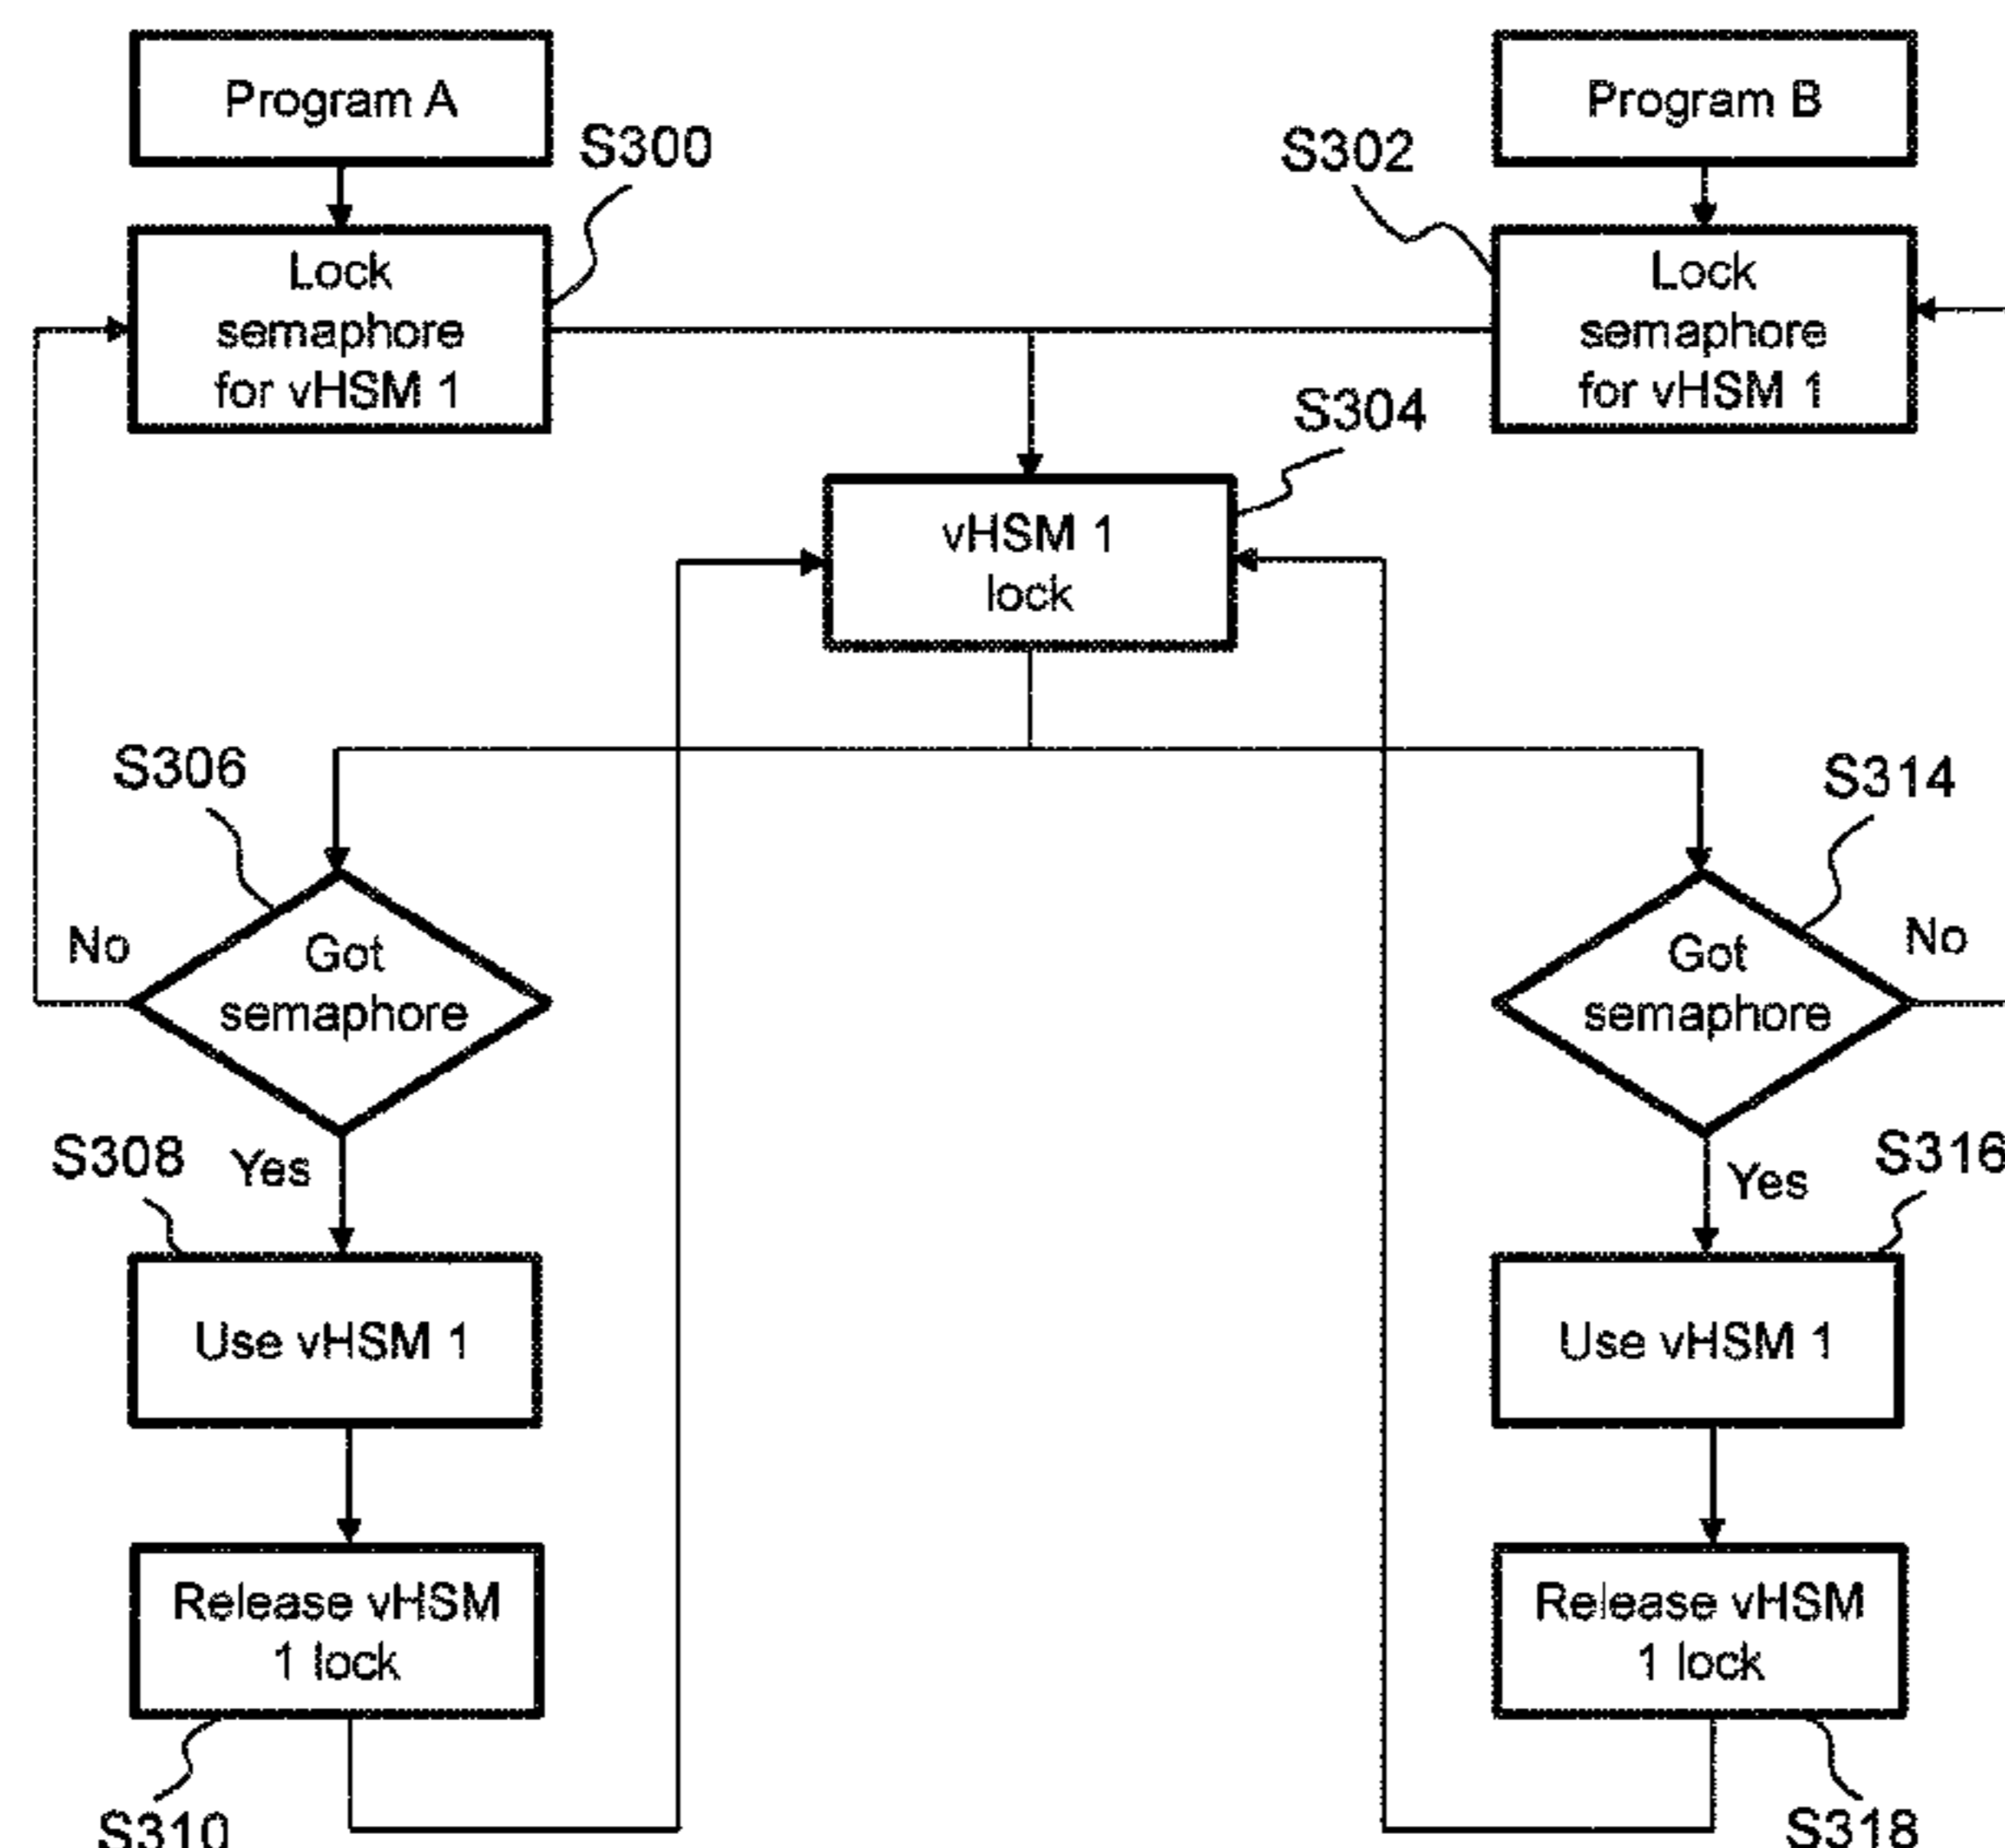 Program A
Program B
S300
S302
Lock
semaphore
for vHSM 1
Lock
semaphore
for vHSM 1
S304
vHSM 1
lock
S306
S314
No
Got
semaphore
Got
semaphore
No
S308
Yes
Yes
S316
Use vHSM 1
Use vHSM 1
Release vHSM
1 lock
Release vHSM
1 lock
S310
S318